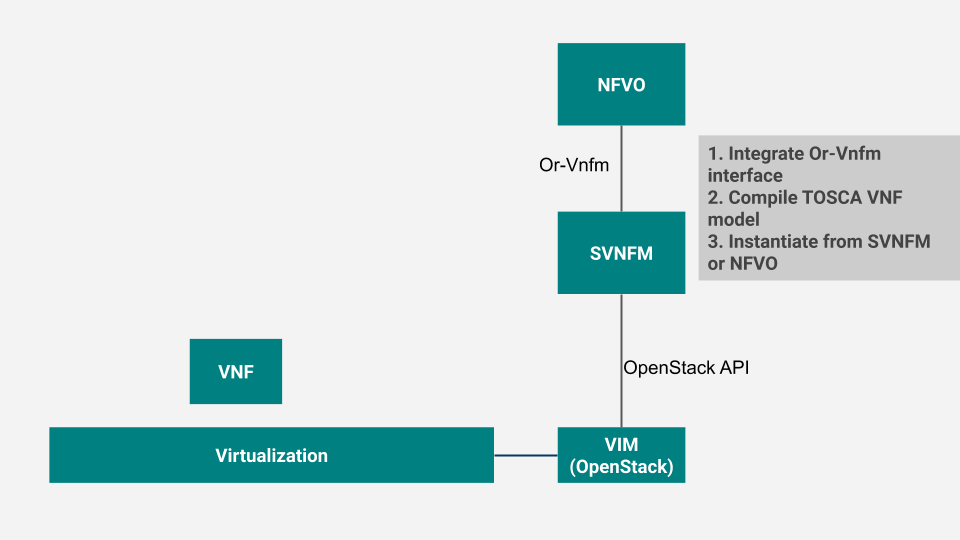 NFVO
Or-Vnfm
1. Integrate Or-Vnfm
interface
2. Compile TOSCA VNF
model
3. Instantiate from SVNFM
or NFVO
SVNFM
OpenStack API
VNF
Virtualization
VIM
(OpenStack)